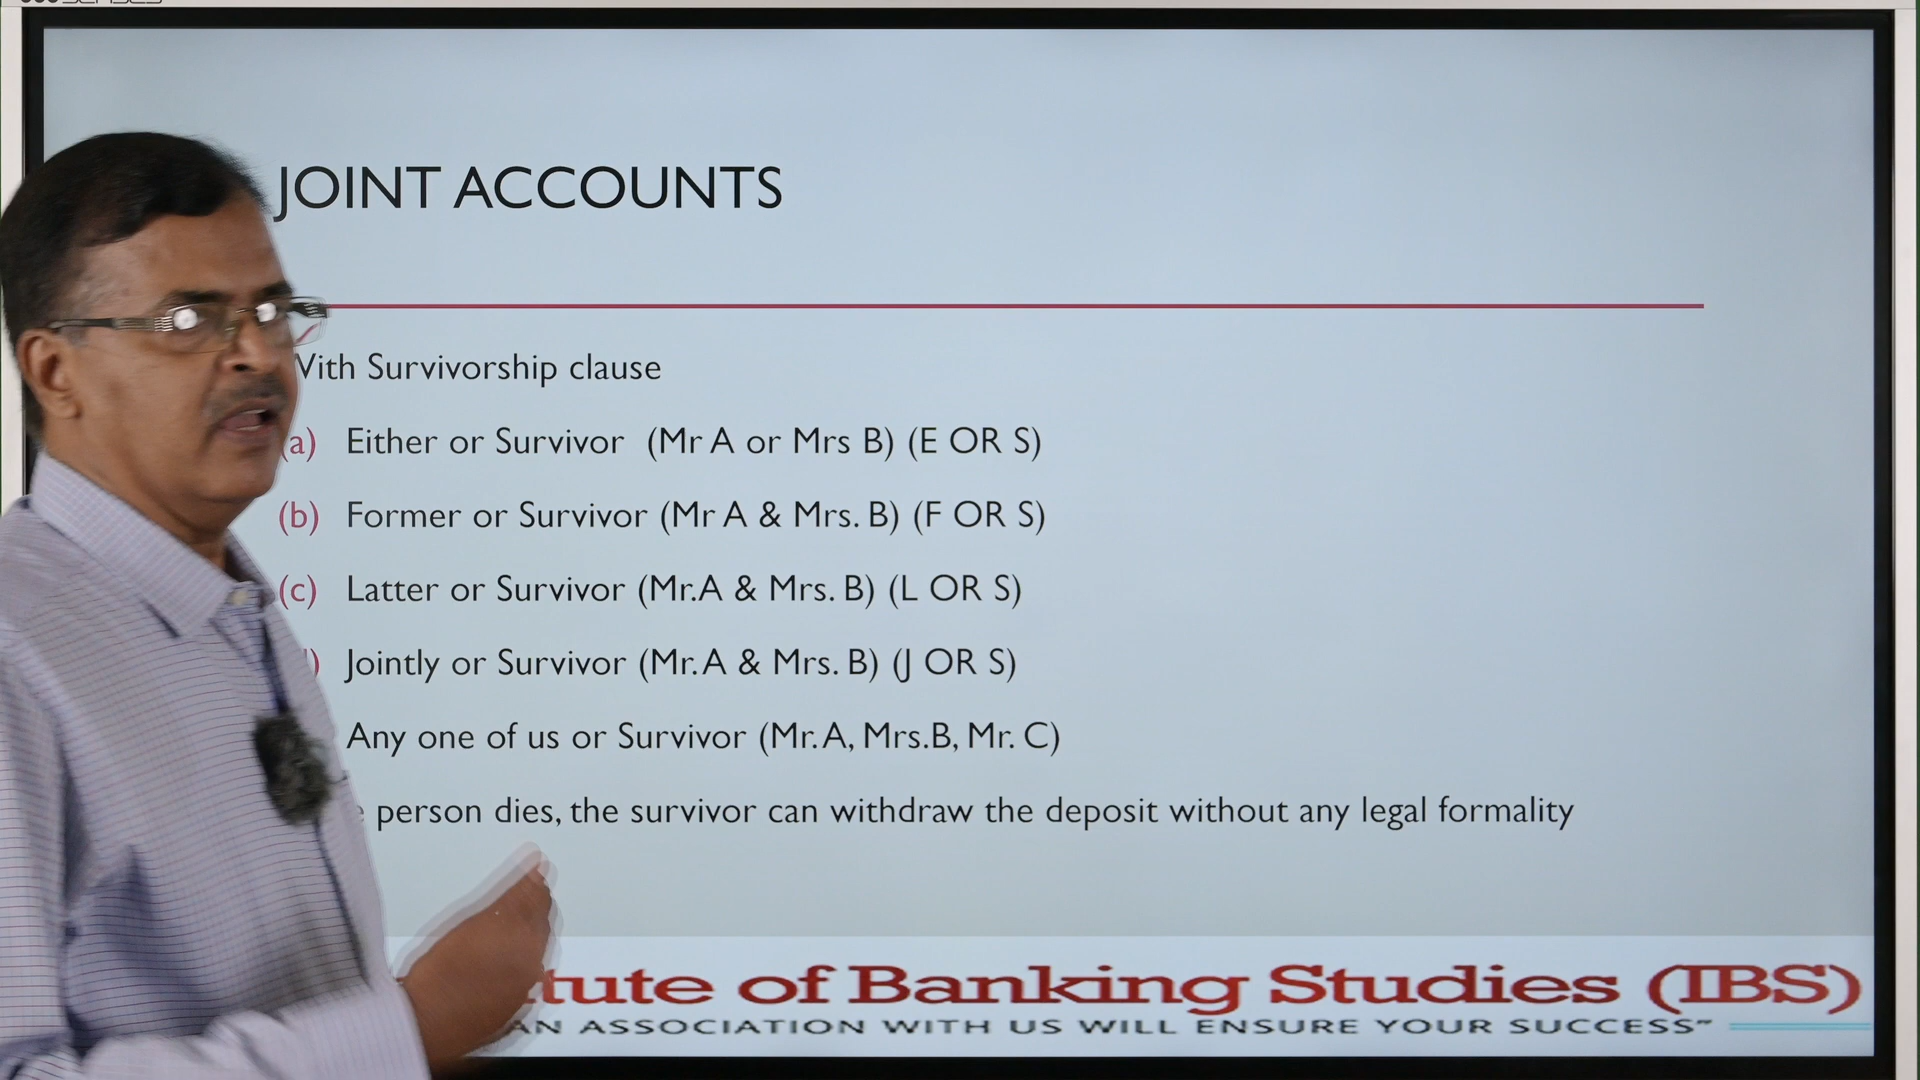 JOINT ACCOUNTS
With Survivorship clause
(a) Either or Survivor (Mr A or Mrs B) (E OR S)
(b) Former or Survivor (Mr A & Mrs. B) (F OR S)
(c) Latter or Survivor (Mr.A & Mrs. B) (L OR S)
) Jointly or Survivor (Mr.A & Mrs. B) (J OR S)
Any one of us or Survivor (Mr.A, Mrs.B, Mr. C)
person dies, the survivor can withdraw the deposit without any legal formality
tute of Banking Studies (IBS)
AN ASSOCIATION WITH US WILL ENSURE YOUR SUCCESS”